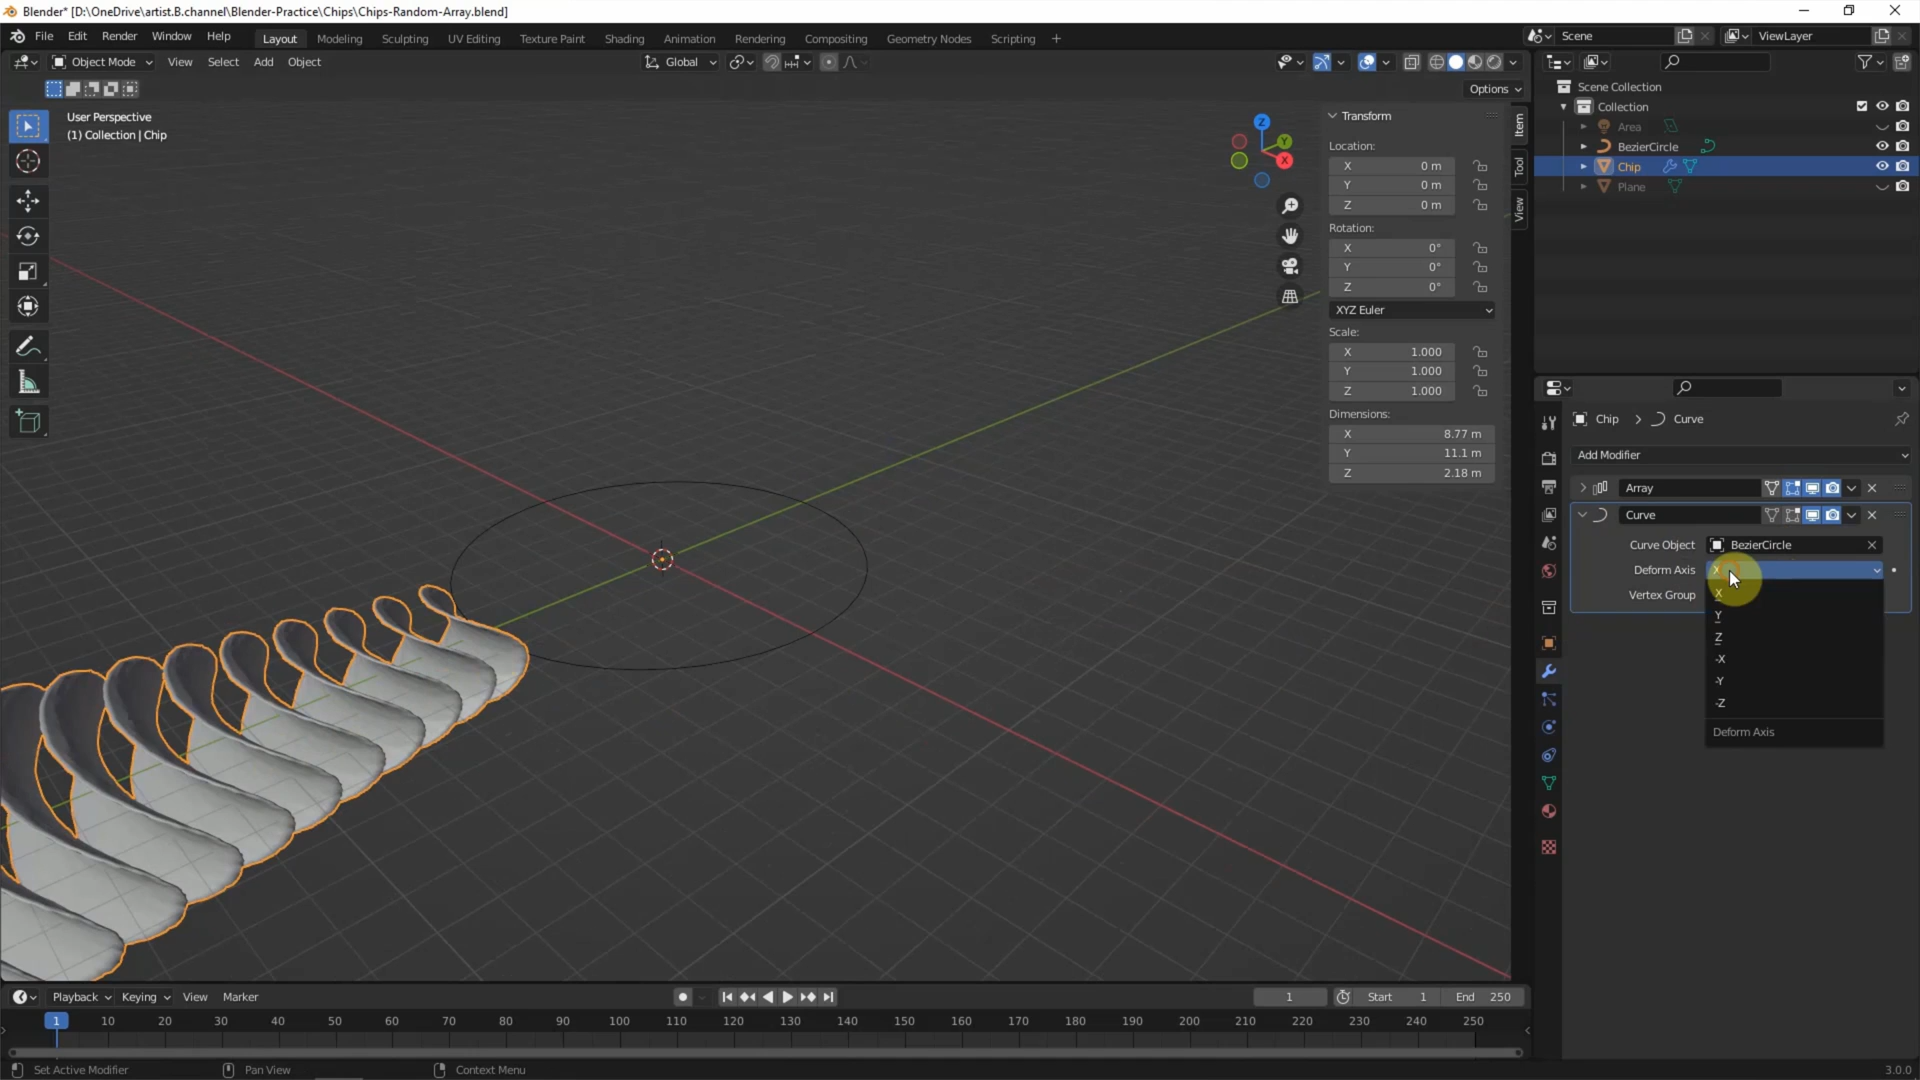 Blender* [D:\OneDrive\artist.B.channel\Blender-Practice\Chips\Chips-Random-Array.blend]
File Edit Render Window Help
Layout Modeling Sculpting UV Editing Texture Paint Shading Animation Rendering Compositing Geometry Nodes Scripting +
Scene
ViewLayer
Object Mode View Select Add Object
Global
Options
User Perspective
(1) Collection | Chip
Z
Y
X
Item
Tool
View
Transform
Location:
X 0 m
Y 0 m
Z 0 m
Rotation:
X 0°
Y 0°
Z 0°
XYZ Euler
Scale:
X 1.000
Y 1.000
Z 1.000
Dimensions:
X 8.77 m
Y 11.1 m
Z 2.18 m
Scene Collection
Collection
Area
BezierCircle
Chip
Plane
Chip > Curve
Add Modifier
Array
Curve
Curve Object BezierCircle
Deform Axis X
Vertex Group
X
Y
Z
-X
-Y
-Z
Deform Axis
Playback Keying View Marker
1
Start 1
End 250
1 10 20 30 40 50 60 70 80 90 100 110 120 130 140 150 160 170 180 190 200 210 220 230 240 250
Set Active Modifier
Pan View
Context Menu
3.0.0